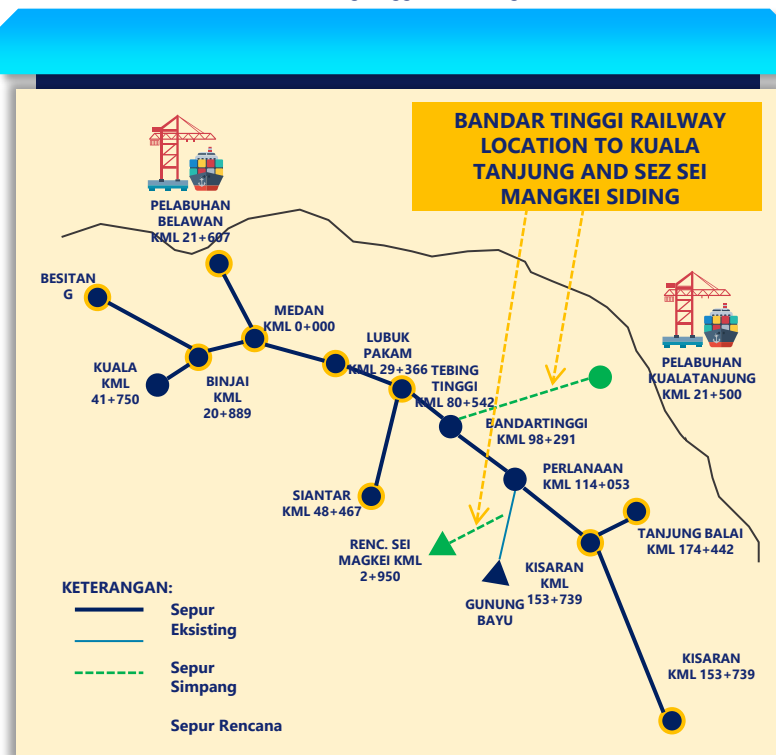 BANDAR TINGGI RAILWAY
LOCATION TO KUALA
TANJUNG AND SEZ SEI
MANGKEI SIDING
PELABUHAN
BELAWAN
KML 21+607
BESITAN
G
MEDAN
KML 0+000
LUBUK
PAKAM
KML 29+366
TEBING
TINGGI
KML 80+542
PELABUHAN
KUALATANJUNG
KML 21+500
KUALA
KML
41+750
BINJAI
KML
20+889
BANDARTINGGI
KML 98+291
PERLANAAN
KML 114+053
SIANTAR
KML 48+467
TANJUNG BALAI
KML 174+442
RENC. SEI
MAGKEI KML
2+950
KISARAN
KML
153+739
GUNUNG
BAYU
KETERANGAN:
Sepur
Eksisting
Sepur
Simpang
Sepur Rencana
KISARAN
KML 153+739